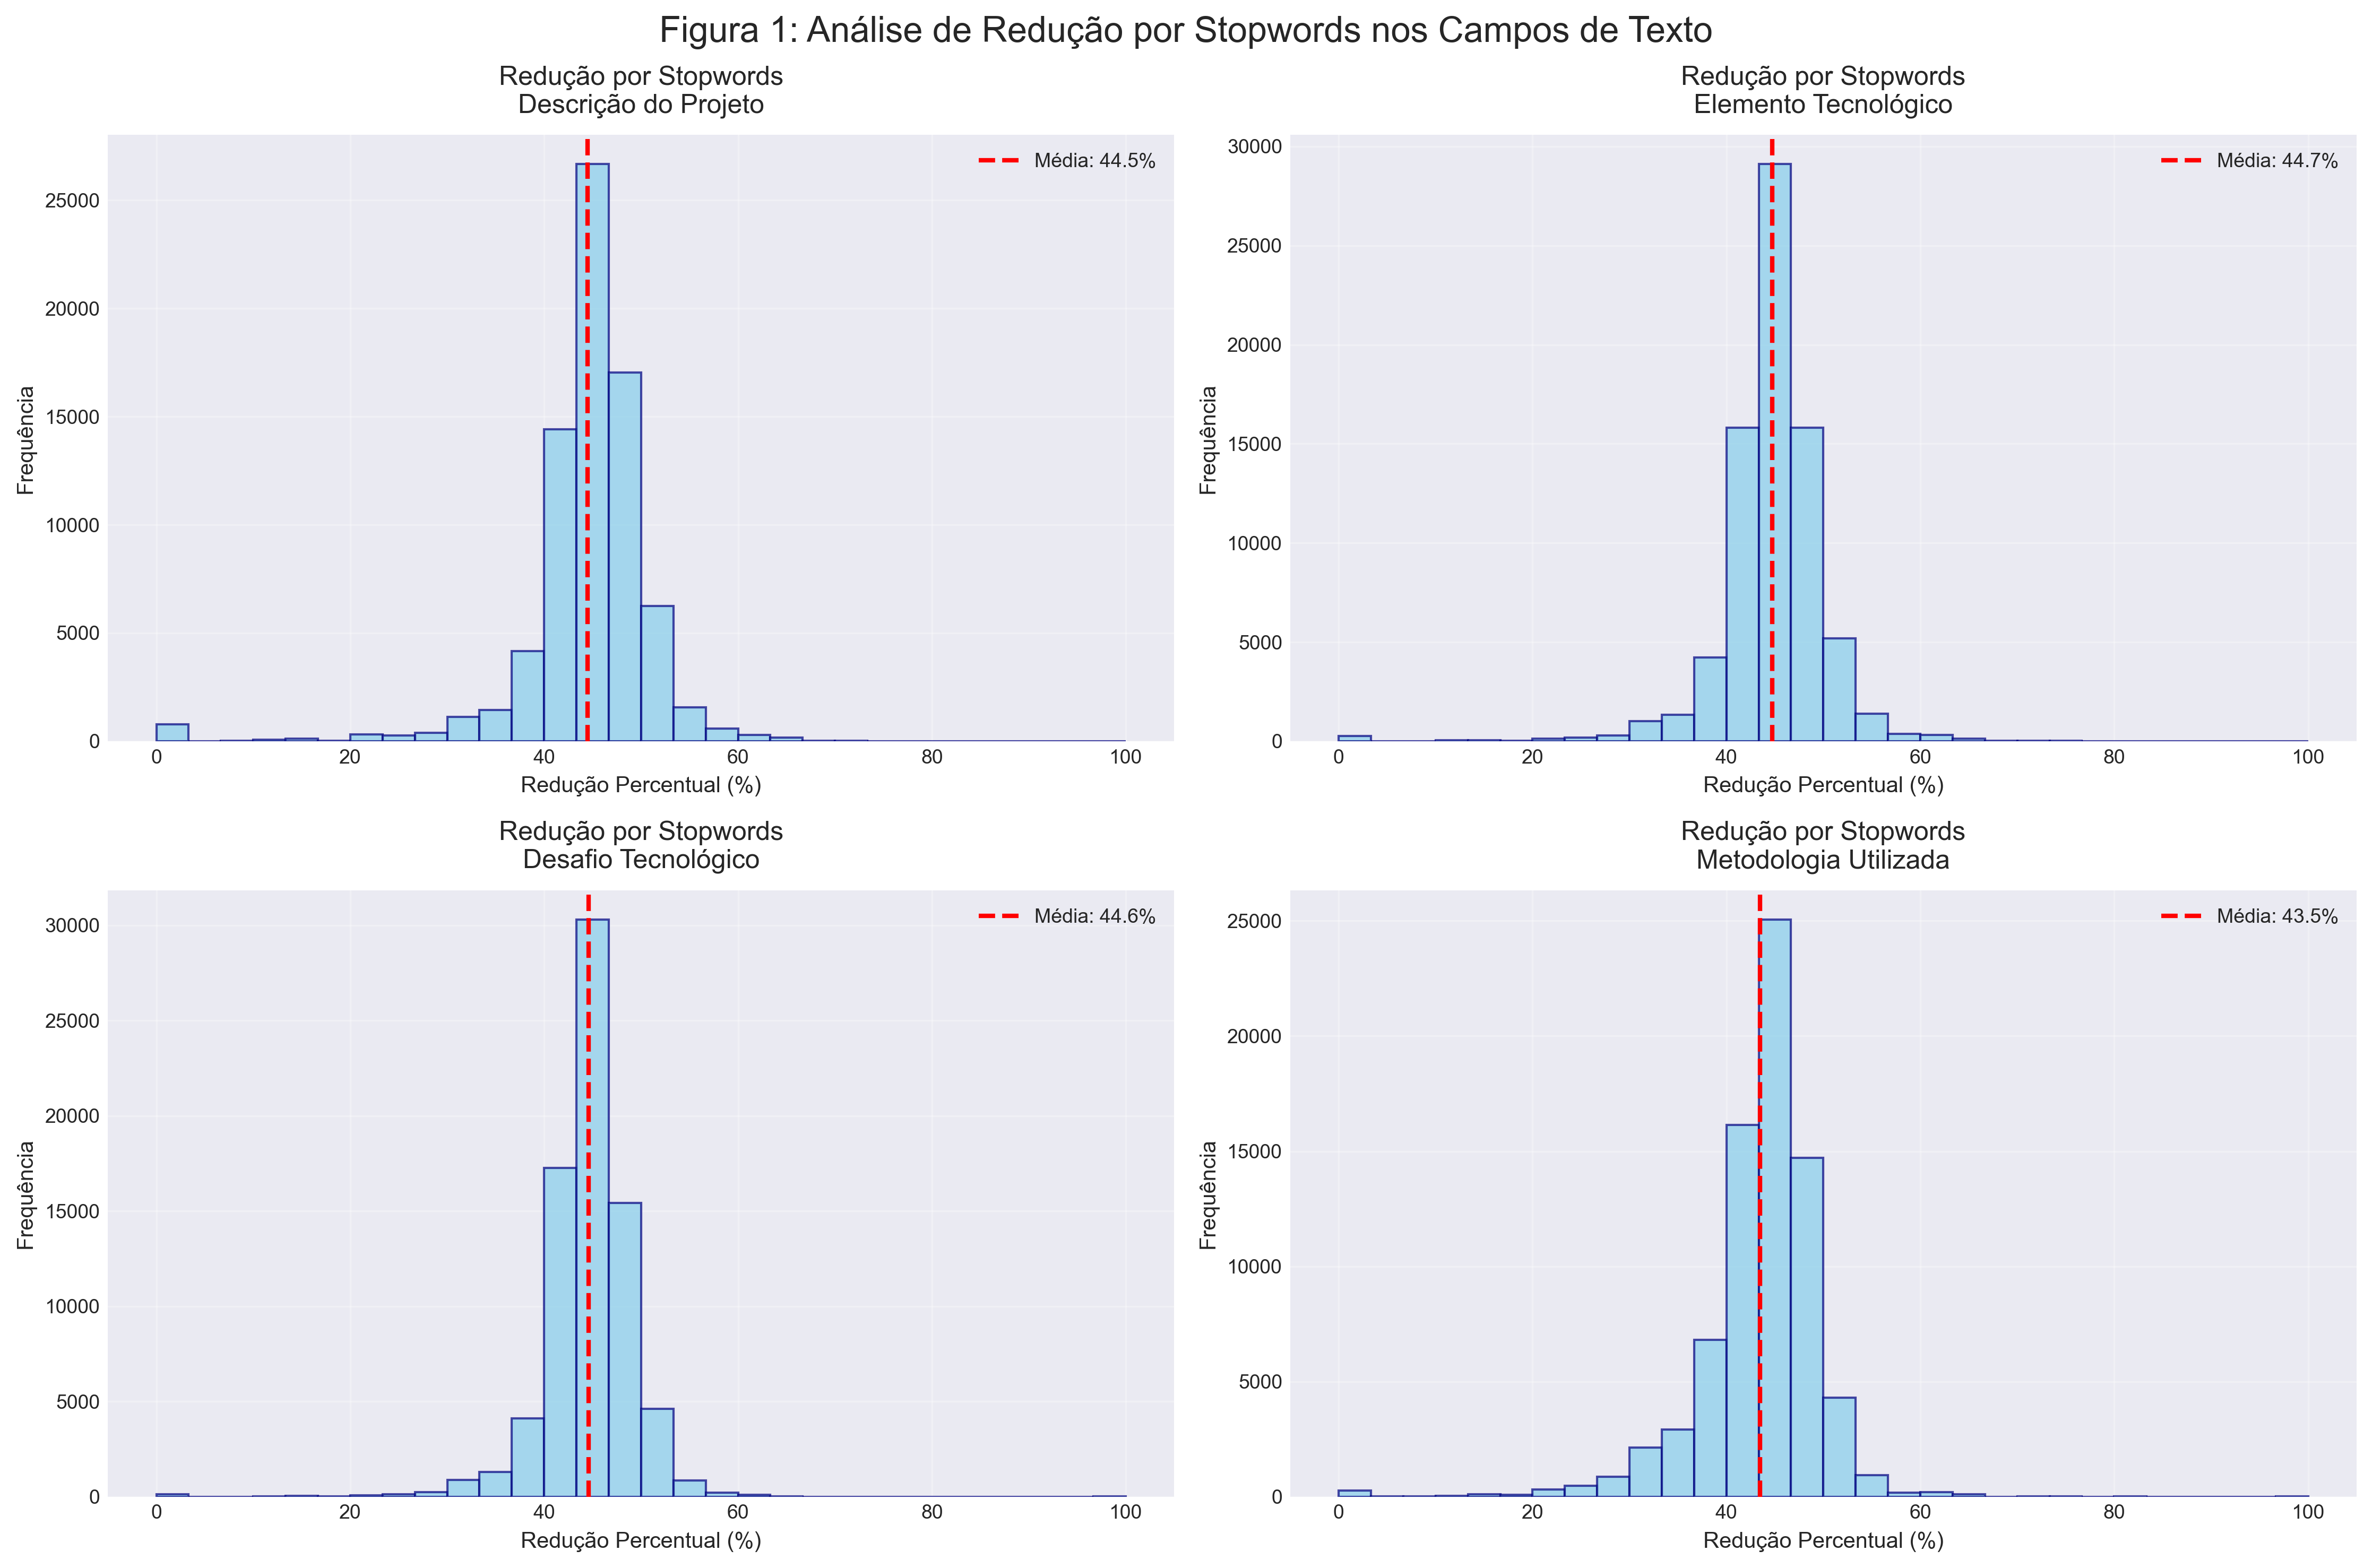 Figura 1: Análise de Redução por Stopwords nos Campos de Texto
Redução por Stopwords
Descrição do Projeto
Média: 44.5%
Frequência
25000
20000
15000
10000
5000
0
0 20 40 60 80 100
Redução Percentual (%)
Redução por Stopwords
Elemento Tecnológico
Média: 44.7%
Frequência
30000
25000
20000
15000
10000
5000
0
0 20 40 60 80 100
Redução Percentual (%)
Redução por Stopwords
Desafio Tecnológico
Média: 44.6%
Frequência
30000
25000
20000
15000
10000
5000
0
0 20 40 60 80 100
Redução Percentual (%)
Redução por Stopwords
Metodologia Utilizada
Média: 43.5%
Frequência
25000
20000
15000
10000
5000
0
0 20 40 60 80 100
Redução Percentual (%)